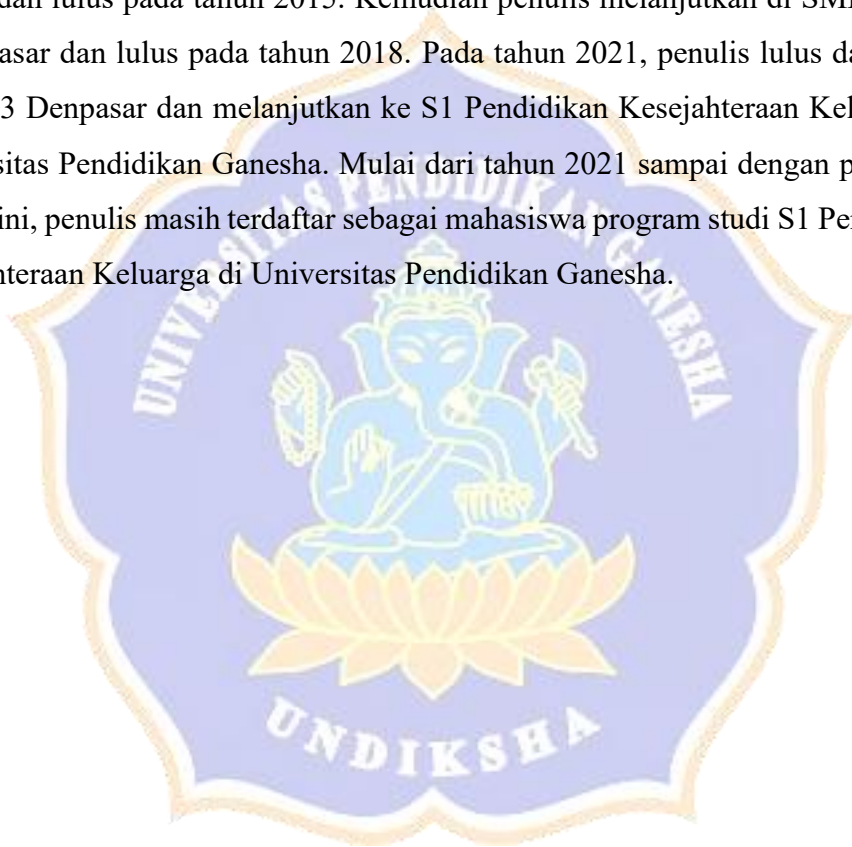 dan lulus pada tahun 2015. Kemudian penulis melanjutkan di SM
asar dan lulus pada tahun 2018. Pada tahun 2021, penulis lulus da
3 Denpasar dan melanjutkan ke S1 Pendidikan Kesejahteraan Kel
sitas Pendidikan Ganesha. Mulai dari tahun 2021 sampai dengan p
ini, penulis masih terdaftar sebagai mahasiswa program studi S1 Pe
hteraan Keluarga di Universitas Pendidikan Ganesha.
UNIVERSITAS PENDIDIKAN GANESHA
UNDIKSHA